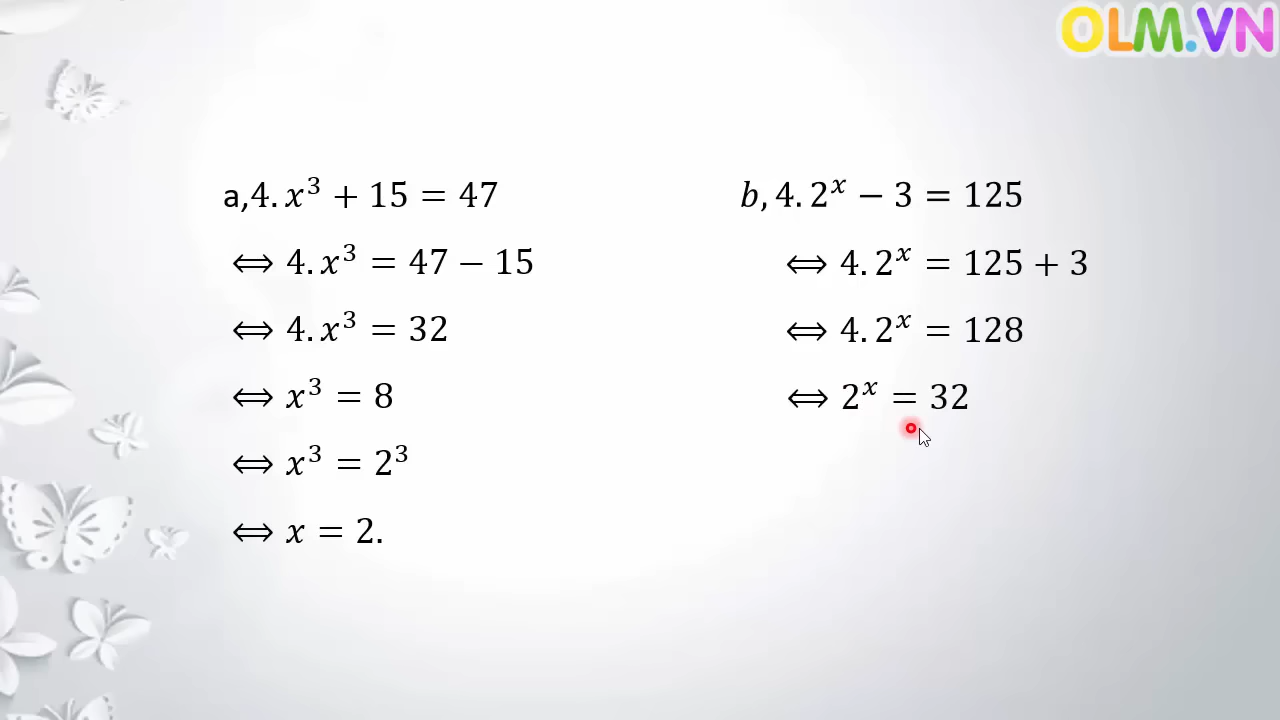 OLM.VN
a,4. x³ + 15 = 47
⟺ 4. x³ = 47 − 15
⟺ 4. x³ = 32
⟺ x³ = 8
⟺ x³ = 2³
⟺ x = 2.
b, 4. 2ˣ − 3 = 125
⟺ 4. 2ˣ = 125 + 3
⟺ 4. 2ˣ = 128
⟺ 2ˣ = 32